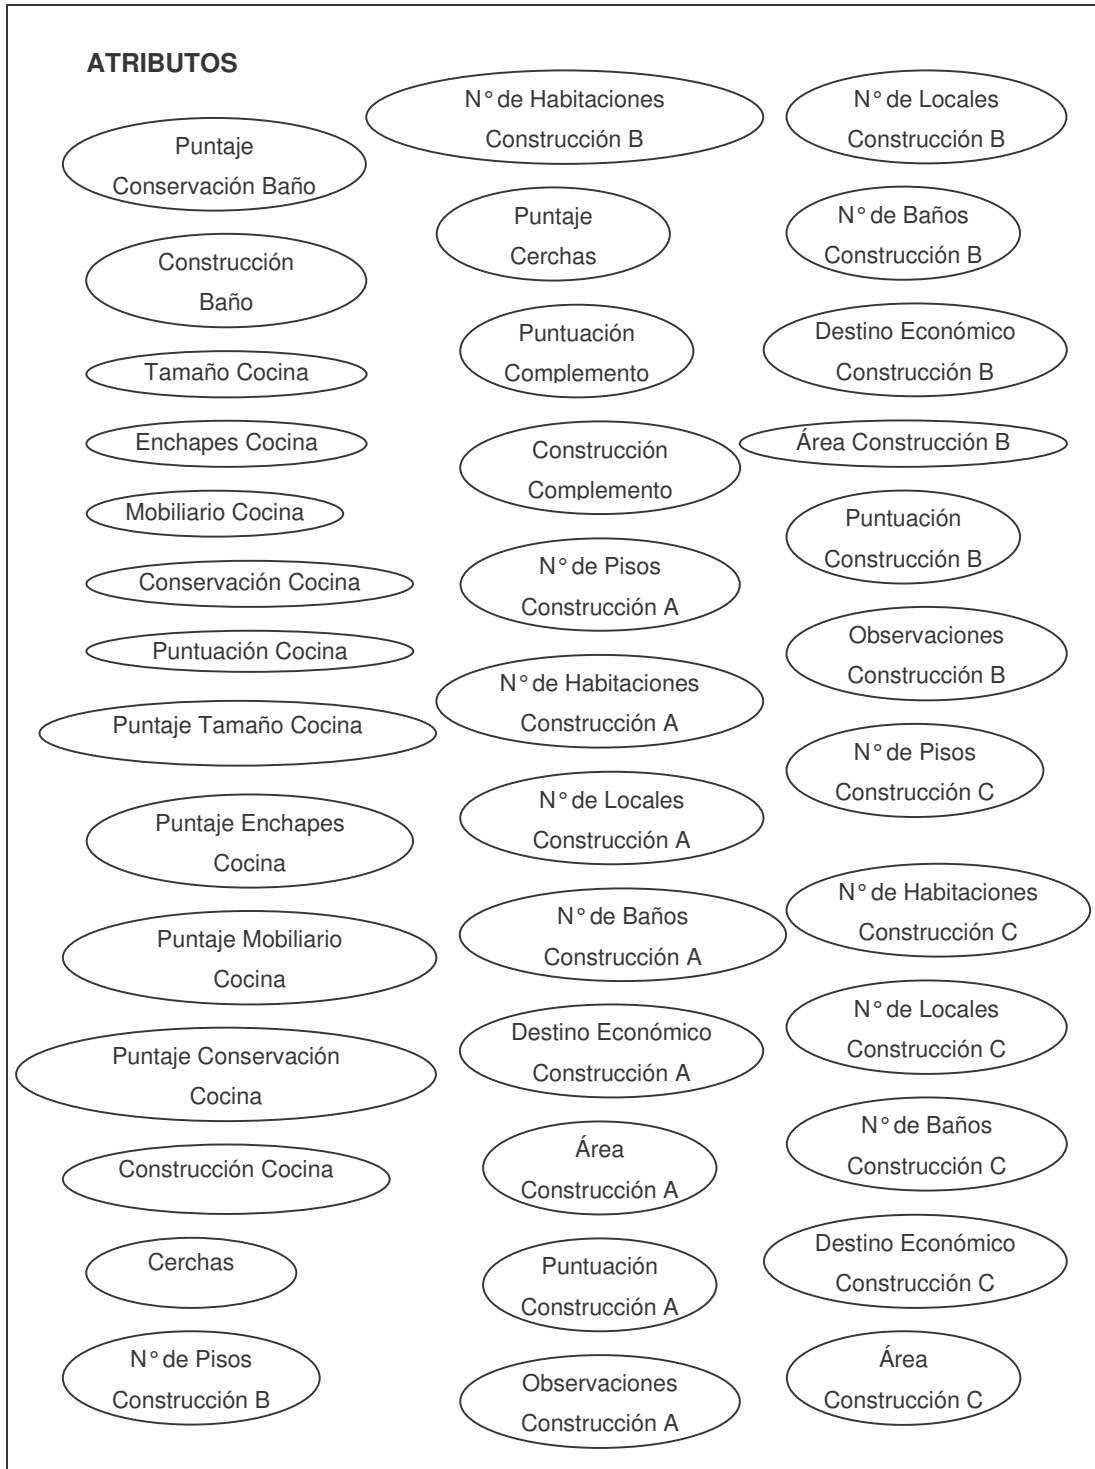 ATRIBUTOS
Puntaje
Conservación Baño
Construcción
Baño
Tamaño Cocina
Enchapes Cocina
Mobiliario Cocina
Conservación Cocina
Puntuación Cocina
Puntaje Tamaño Cocina
Puntaje Enchapes
Cocina
Puntaje Mobiliario
Cocina
Puntaje Conservación
Cocina
Construcción Cocina
Cerchas
N° de Pisos
Construcción B
N° de Habitaciones
Construcción B
Puntaje
Cerchas
Puntuación
Complemento
Construcción
Complemento
N° de Pisos
Construcción A
N° de Habitaciones
Construcción A
N° de Locales
Construcción A
N° de Baños
Construcción A
Destino Económico
Construcción A
Área
Construcción A
Puntuación
Construcción A
Observaciones
Construcción A
N° de Locales
Construcción B
N° de Baños
Construcción B
Destino Económico
Construcción B
Área Construcción B
Puntuación
Construcción B
Observaciones
Construcción B
N° de Pisos
Construcción C
N° de Habitaciones
Construcción C
N° de Locales
Construcción C
N° de Baños
Construcción C
Destino Económico
Construcción C
Área
Construcción C